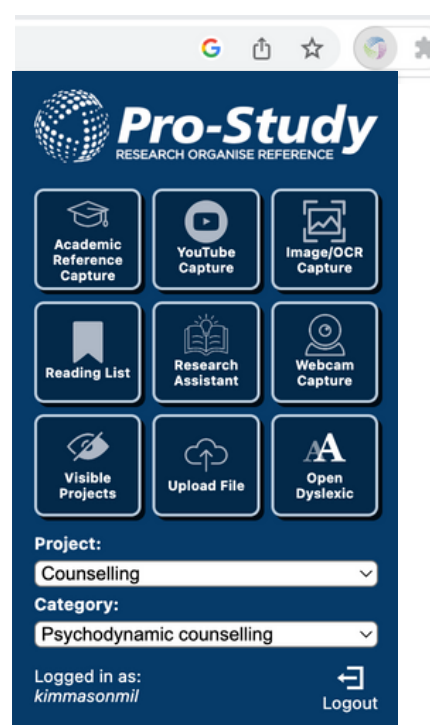 G
Pro-Study
RESEARCH ORGANISE REFERENCE
Academic
Reference
Capture
YouTube
Capture
Image/OCR
Capture
Reading List
Research
Assistant
Webcam
Capture
Visible
Projects
Upload File
AA
Open
Dyslexic
Project:
Counselling
Category:
Psychodynamic counselling
Logged in as:
kimmasonmil
Logout